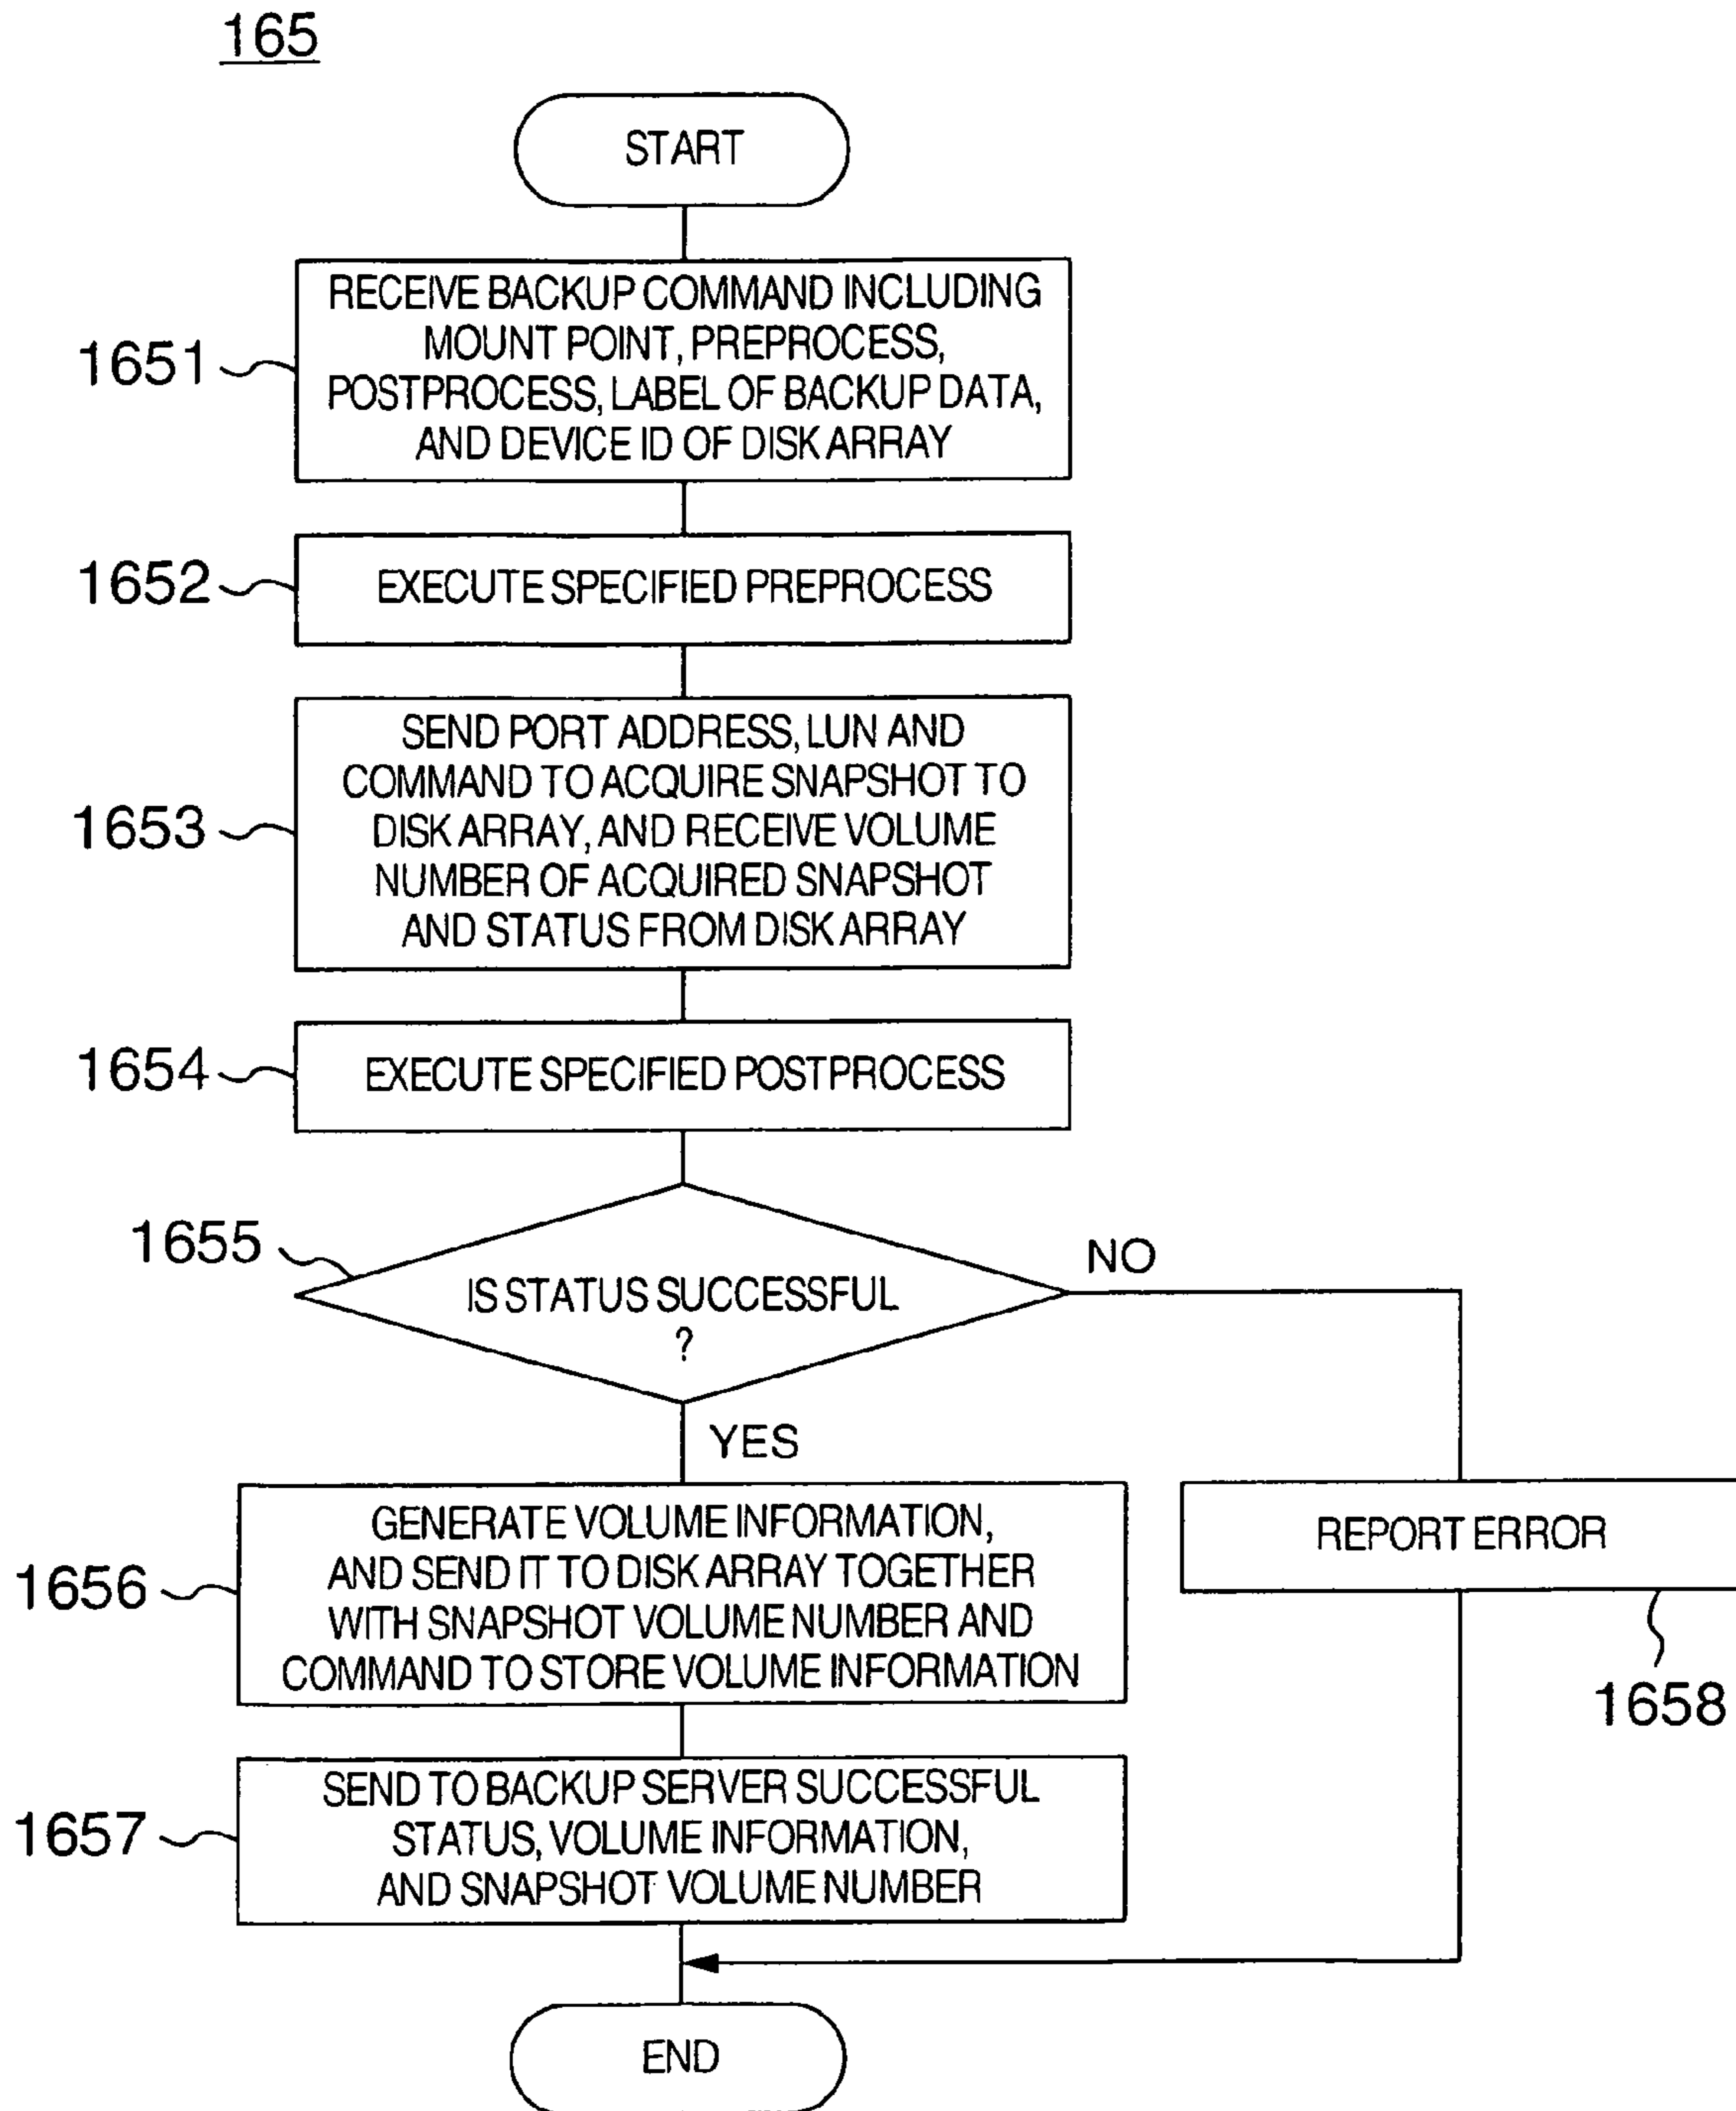 165
START
1651
RECEIVE BACKUP COMMAND INCLUDING
MOUNT POINT, PREPROCESS,
POSTPROCESS, LABEL OF BACKUP DATA,
AND DEVICE ID OF DISK ARRAY
1652
EXECUTE SPECIFIED PREPROCESS
1653
SEND PORT ADDRESS, LUN AND
COMMAND TO ACQUIRE SNAPSHOT TO
DISK ARRAY, AND RECEIVE VOLUME
NUMBER OF ACQUIRED SNAPSHOT
AND STATUS FROM DISK ARRAY
1654
EXECUTE SPECIFIED POSTPROCESS
1655
IS STATUS SUCCESSFUL
?
NO
YES
1656
GENERATE VOLUME INFORMATION,
AND SEND IT TO DISK ARRAY TOGETHER
WITH SNAPSHOT VOLUME NUMBER AND
COMMAND TO STORE VOLUME INFORMATION
REPORT ERROR
1658
1657
SEND TO BACKUP SERVER SUCCESSFUL
STATUS, VOLUME INFORMATION,
AND SNAPSHOT VOLUME NUMBER
END